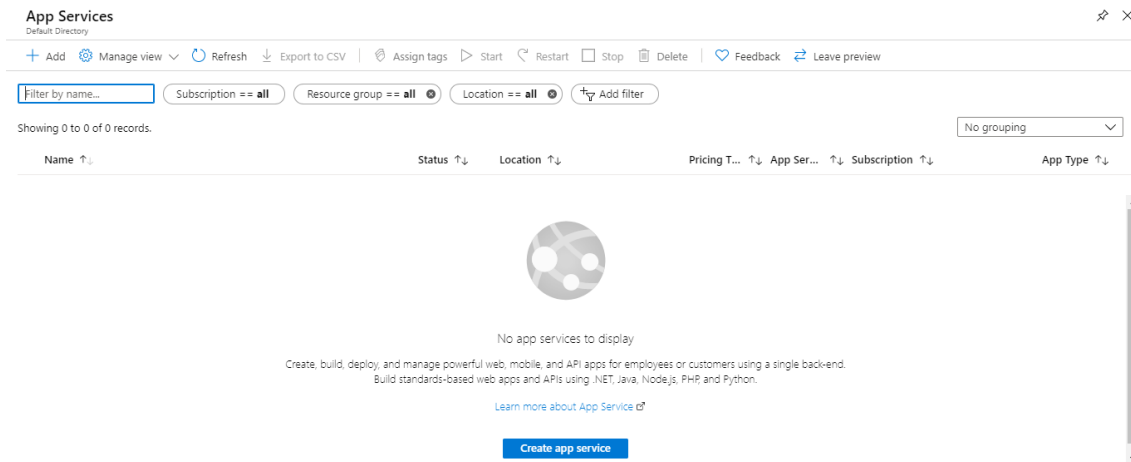 App Services
Default Directory
Add Manage view Refresh Export to CSV Assign tags Start Restart Stop Delete Feedback Leave preview
Filter by name... Subscription == all Resource group == all Location == all Add filter
Showing 0 to 0 of 0 records. No grouping
Name Status Location Pricing T... App Ser... Subscription App Type
No app services to display
Create, build, deploy, and manage powerful web, mobile, and API apps for employees or customers using a single back-end.
Build standards-based web apps and APIs using .NET, Java, Node.js, PHP, and Python.
Learn more about App Service
Create app service